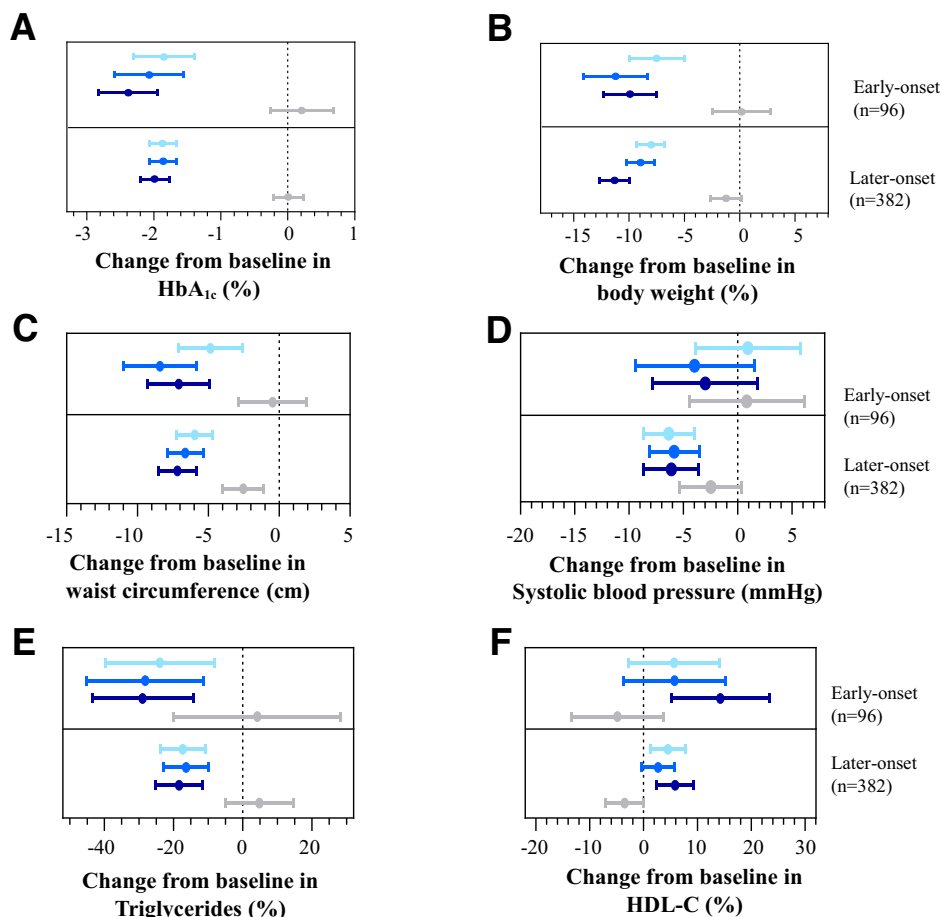 A
B
Early-onset
(n=96)
Later-onset
(n=382)
-3 -2 -1 0 1
-15 -10 -5 0 5
Change from baseline in
HbA1c (%)
Change from baseline in
body weight (%)
C
D
Early-onset
(n=96)
Later-onset
(n=382)
-15 -10 -5 0 5
-20 -15 -10 -5 0 5
Change from baseline in
waist circumference (cm)
Change from baseline in
Systolic blood pressure (mmHg)
E
F
Early-onset
(n=96)
Later-onset
(n=382)
-40 -20 0 20
-20 -10 0 10 20 30
Change from baseline in
Triglycerides (%)
Change from baseline in
HDL-C (%)